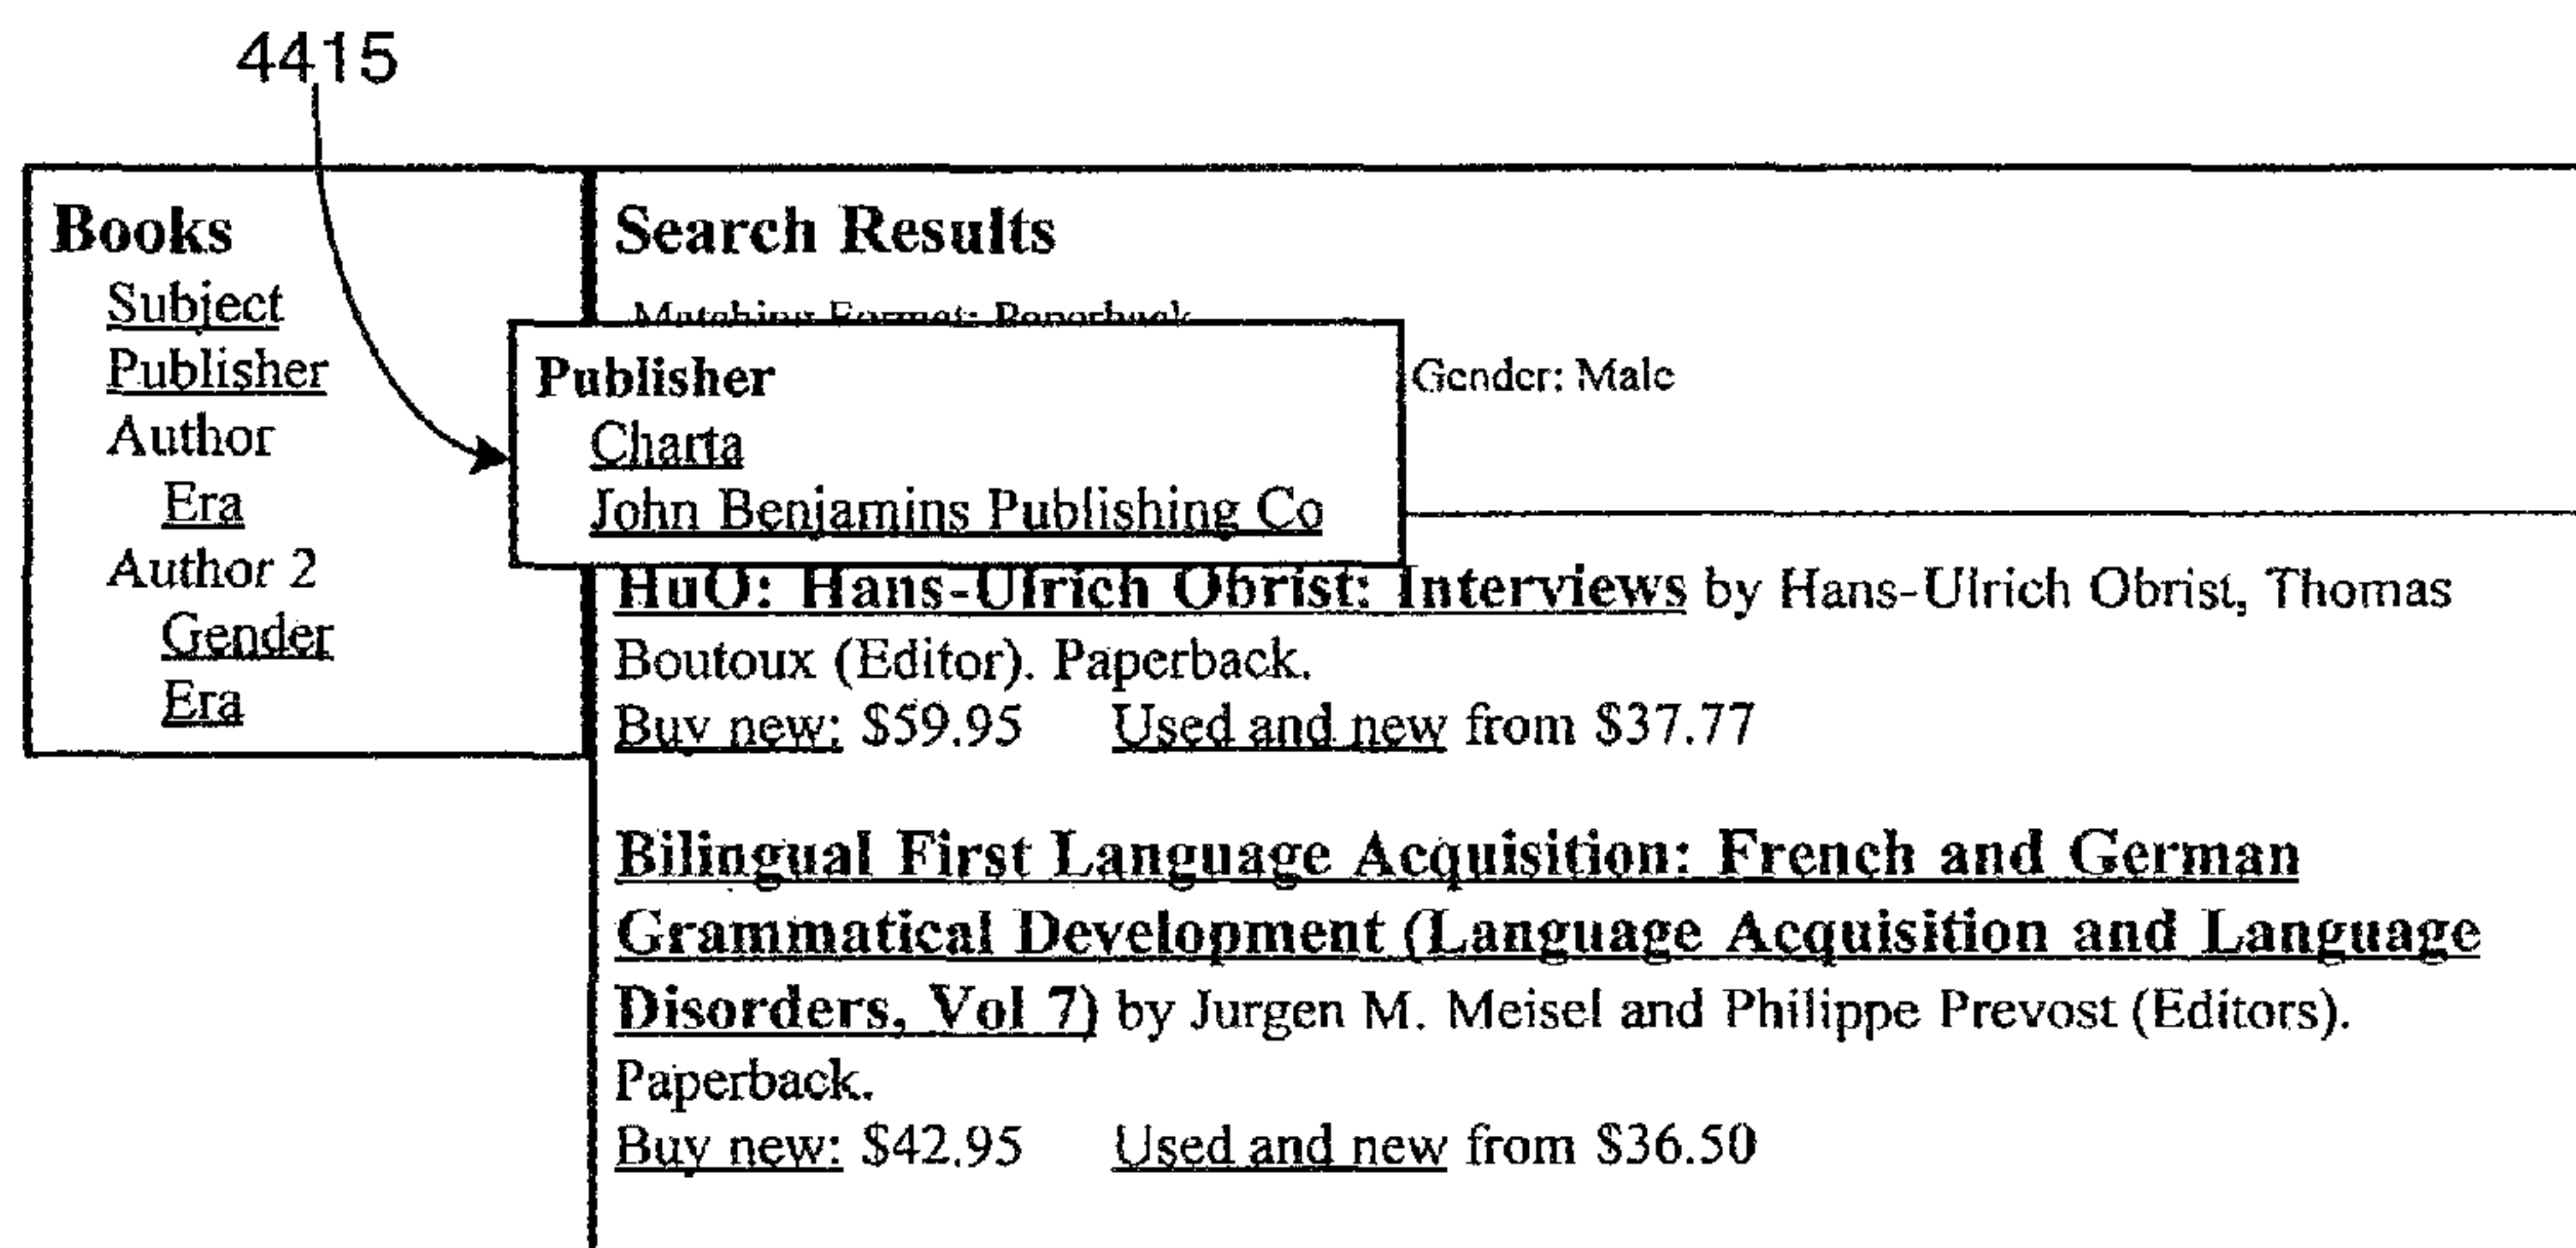 4415
Books
Subject
Publisher
Author
Era
Author 2
Gender
Era
Search Results
Matching Format: Paperback
Publisher
Charta
John Benjamins Publishing Co
Gender: Male
HuO: Hans-Ulrich Obrist: Interviews by Hans-Ulrich Obrist, Thomas
Boutoux (Editor). Paperback.
Buy new: $59.95 Used and new from $37.77
Bilingual First Language Acquisition: French and German
Grammatical Development (Language Acquisition and Language
Disorders, Vol 7) by Jurgen M. Meisel and Philippe Prevost (Editors).
Paperback.
Buy new: $42.95 Used and new from $36.50